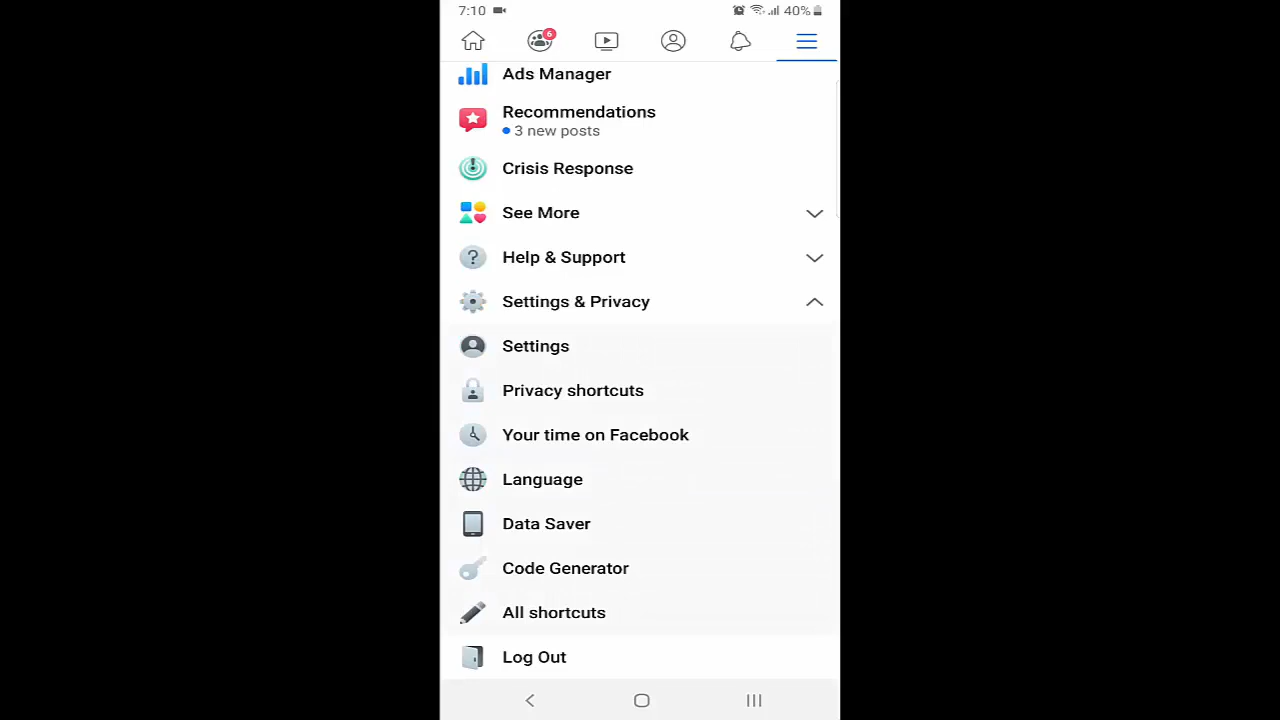 7:10 40%
6
Ads Manager
Recommendations
3 new posts
Crisis Response
See More
Help & Support
Settings & Privacy
Settings
Privacy shortcuts
Your time on Facebook
Language
Data Saver
Code Generator
All shortcuts
Log Out